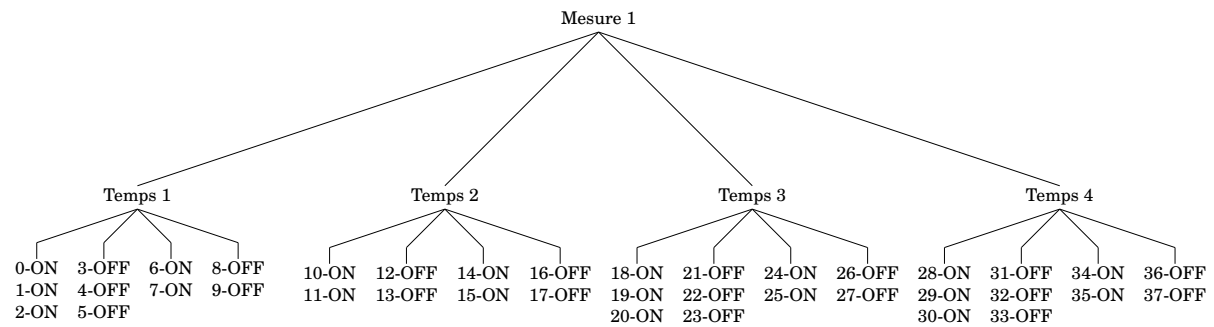 Mesure 1
Temps 1 Temps 2 Temps 3 Temps 4
0-ON 3-OFF 6-ON 8-OFF 10-ON 12-OFF 14-ON 16-OFF 18-ON 21-OFF 24-ON 26-OFF 28-ON 31-OFF 34-ON 36-OFF
1-ON 4-OFF 7-ON 9-OFF 11-ON 13-OFF 15-ON 17-OFF 19-ON 22-OFF 25-ON 27-OFF 29-ON 32-OFF 35-ON 37-OFF
2-ON 5-OFF 20-ON 23-OFF 30-ON 33-OFF